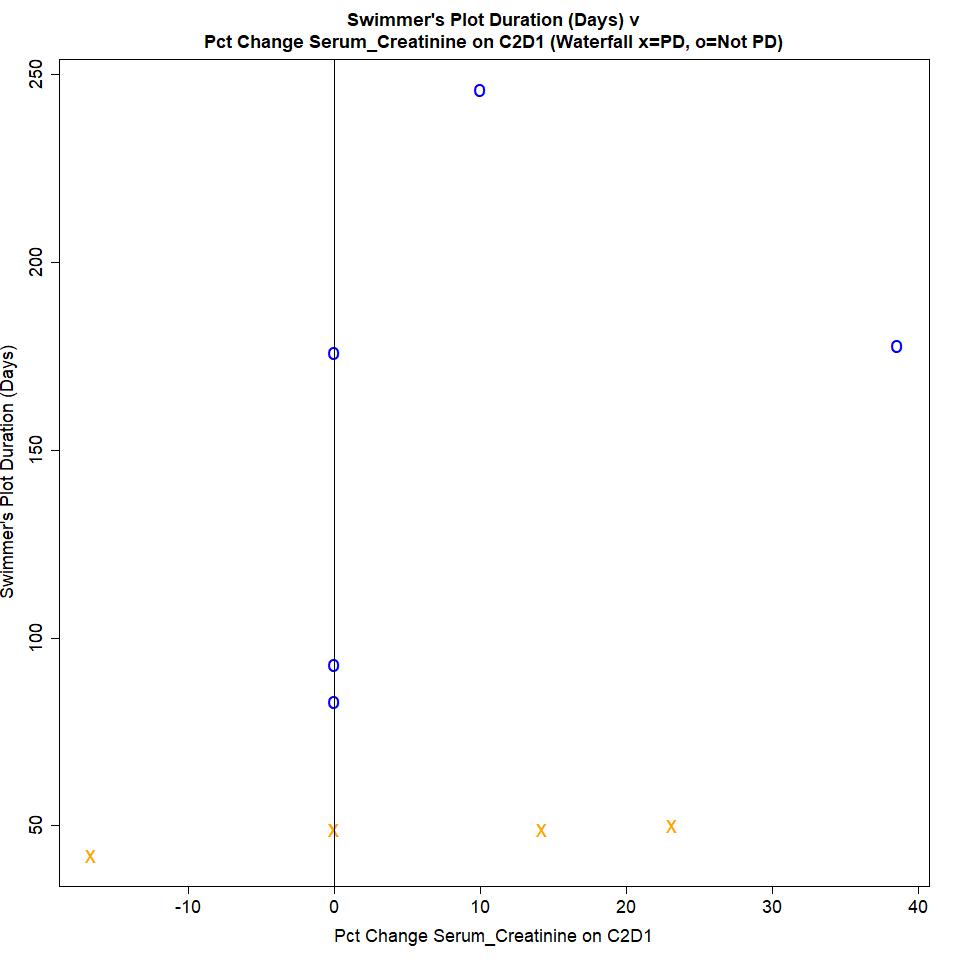 Swimmer's Plot Duration (Days) v
Pct Change Serum_Creatinine on C2D1 (Waterfall x=PD, o=Not PD)
250
200
150
100
50
Swimmer's Plot Duration (Days)
O
O
O
O
O
X
X
X
X
-10
0
10
20
30
40
Pct Change Serum_Creatinine on C2D1